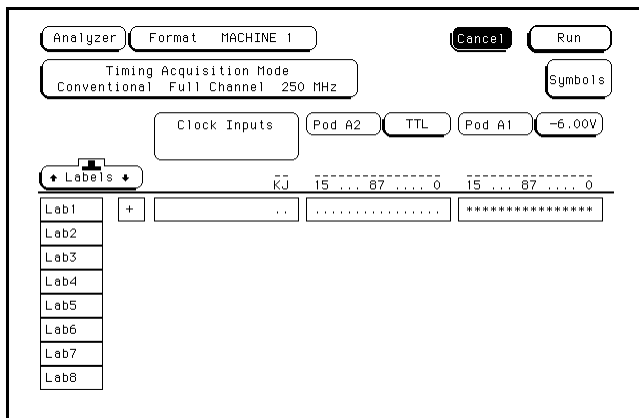 Analyzer Format MACHINE 1 Cancel Run
Timing Acquisition Mode
Conventional Full Channel 250 MHz
Symbols
Clock Inputs Pod A2 TTL Pod A1 -6.00V
↑ Labels ↓
KJ 15 ... 87 .... 0 15 ... 87 .... 0
Lab1 + .. ................ ****************
Lab2
Lab3
Lab4
Lab5
Lab6
Lab7
Lab8